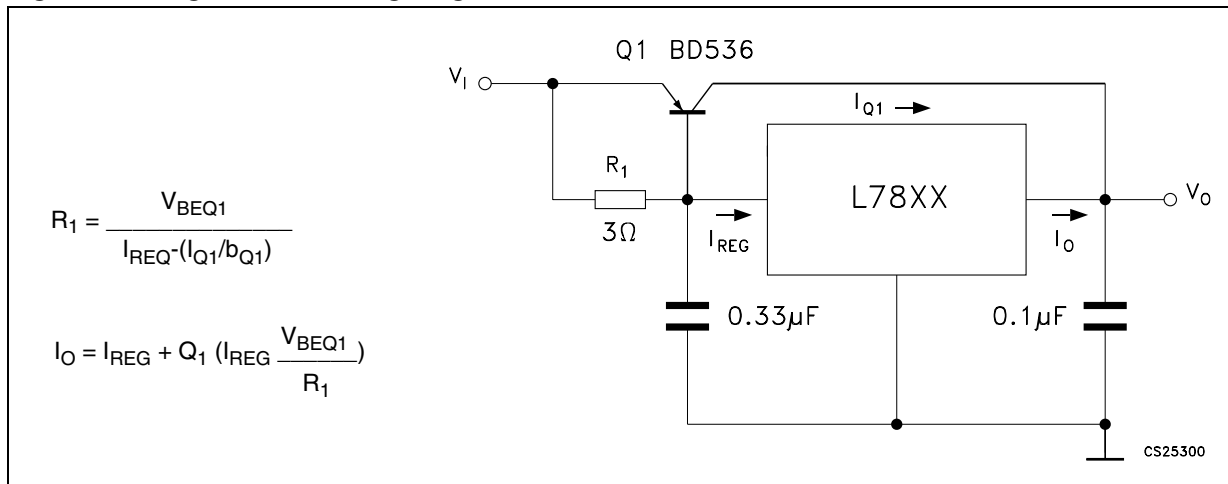 Q1 BD536
V_I
I_Q1
R_1
L78XX
V_O
3Ω
I_REG
I_O
0.33µF
0.1µF
CS25300
R_1 = V_BEQ1 / I_REQ-(I_Q1/b_Q1)
I_O = I_REG + Q_1 (I_REG V_BEQ1 / R_1)